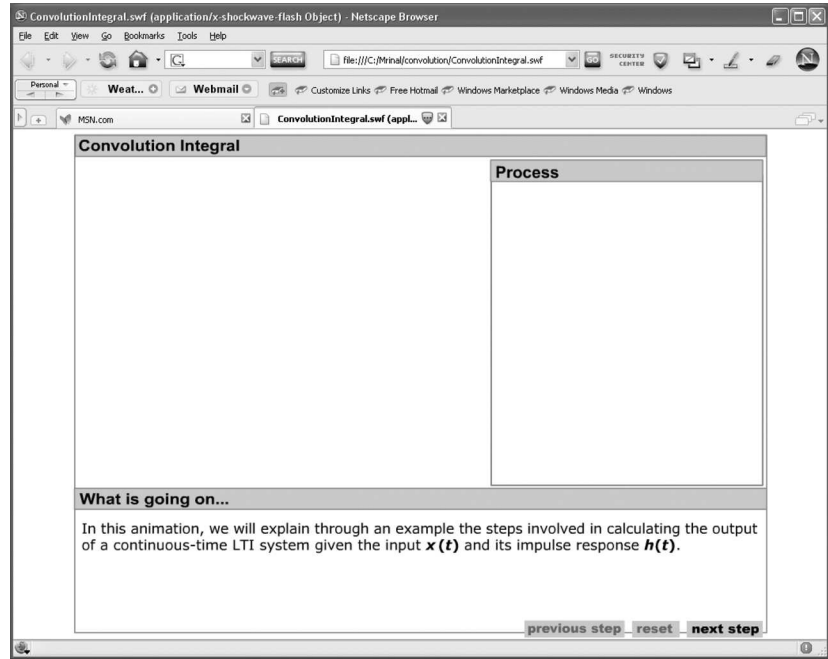 ConvolutionIntegral.swf (application/x-shockwave-flash Object) - Netscape Browser
File Edit View Go Bookmarks Tools Help
G SEARCH file:///C:/Mrinal/convolution/ConvolutionIntegral.swf GO SECURITY CENTER N
Personal Weat... Webmail Customize Links Free Hotmail Windows Marketplace Windows Media Windows
MSN.com ConvolutionIntegral.swf (appl...
Convolution Integral
Process
What is going on...
In this animation, we will explain through an example the steps involved in calculating the output
of a continuous-time LTI system given the input x(t) and its impulse response h(t).
previous step reset next step